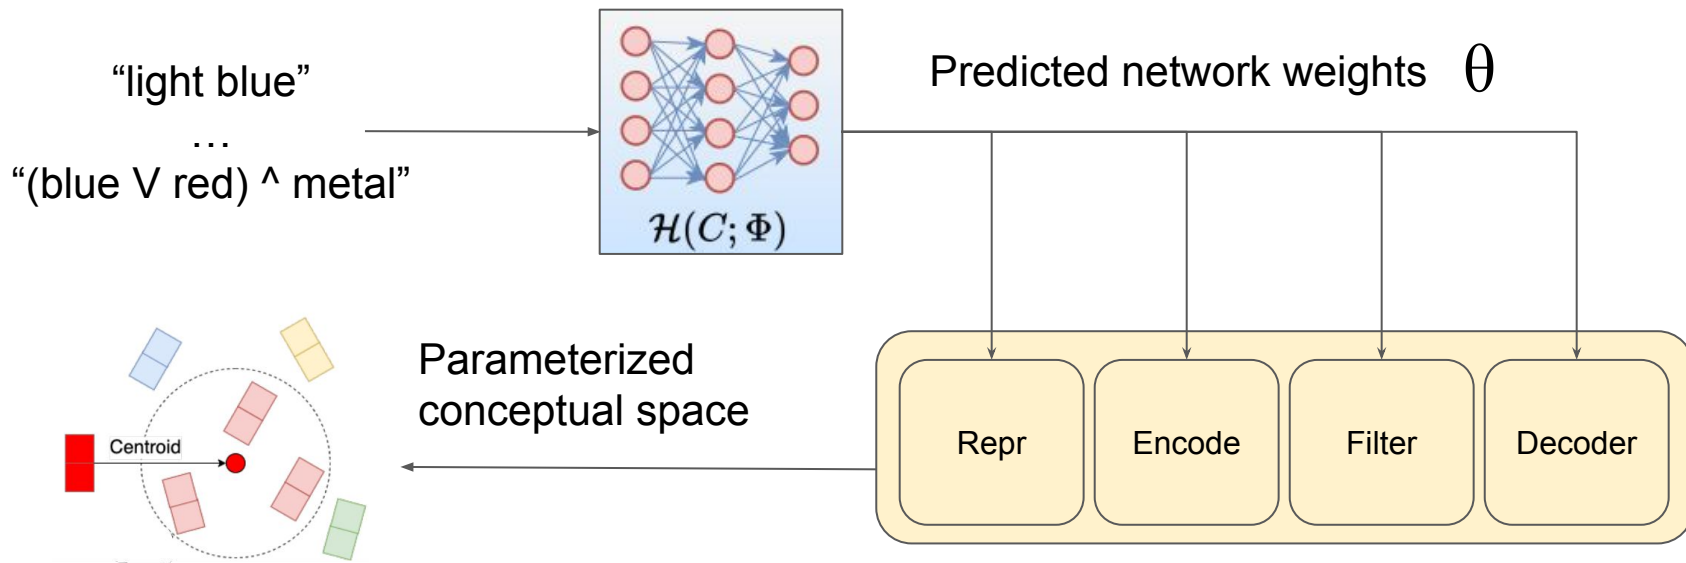 “light blue”
…
“(blue V red) ^ metal”
H(C; Φ)
Predicted network weights θ
Parameterized
conceptual space
Repr
Encode
Filter
Decoder
Centroid